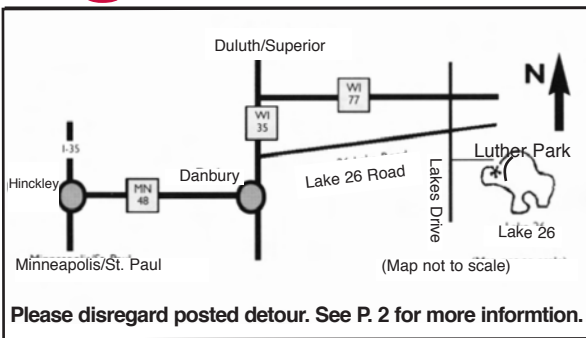 Duluth/Superior
WI
77
N
WI
35
I-35
Luther Park
Hinckley
Danbury
MN
48
Lake 26 Road
Lakes Drive
Lake 26
Minneapolis/St. Paul
(Map not to scale)
Please disregard posted detour. See P. 2 for more informtion.